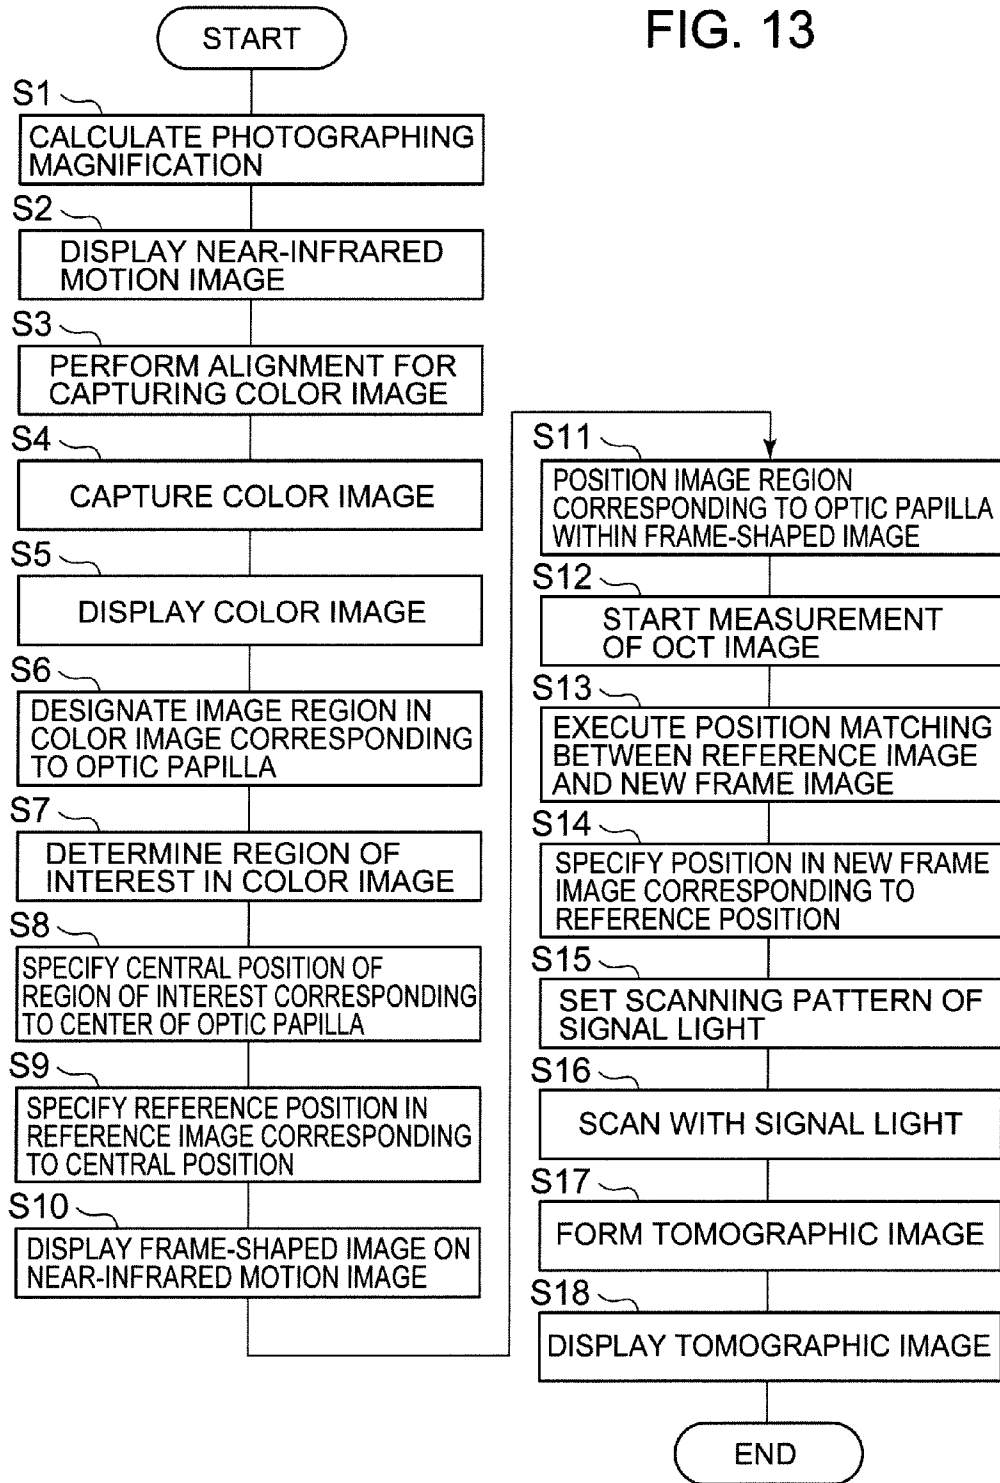 FIG. 13
START
S1
CALCULATE PHOTOGRAPHING
MAGNIFICATION
S2
DISPLAY NEAR-INFRARED
MOTION IMAGE
S3
PERFORM ALIGNMENT FOR
CAPTURING COLOR IMAGE
S4
CAPTURE COLOR IMAGE
S5
DISPLAY COLOR IMAGE
S6
DESIGNATE IMAGE REGION IN
COLOR IMAGE CORRESPONDING
TO OPTIC PAPILLA
S7
DETERMINE REGION OF
INTEREST IN COLOR IMAGE
S8
SPECIFY CENTRAL POSITION OF
REGION OF INTEREST CORRESPONDING
TO CENTER OF OPTIC PAPILLA
S9
SPECIFY REFERENCE POSITION IN
REFERENCE IMAGE CORRESPONDING
TO CENTRAL POSITION
S10
DISPLAY FRAME-SHAPED IMAGE ON
NEAR-INFRARED MOTION IMAGE
S11
POSITION IMAGE REGION
CORRESPONDING TO OPTIC PAPILLA
WITHIN FRAME-SHAPED IMAGE
S12
START MEASUREMENT
OF OCT IMAGE
S13
EXECUTE POSITION MATCHING
BETWEEN REFERENCE IMAGE
AND NEW FRAME IMAGE
S14
SPECIFY POSITION IN NEW FRAME
IMAGE CORRESPONDING TO
REFERENCE POSITION
S15
SET SCANNING PATTERN OF
SIGNAL LIGHT
S16
SCAN WITH SIGNAL LIGHT
S17
FORM TOMOGRAPHIC IMAGE
S18
DISPLAY TOMOGRAPHIC IMAGE
END